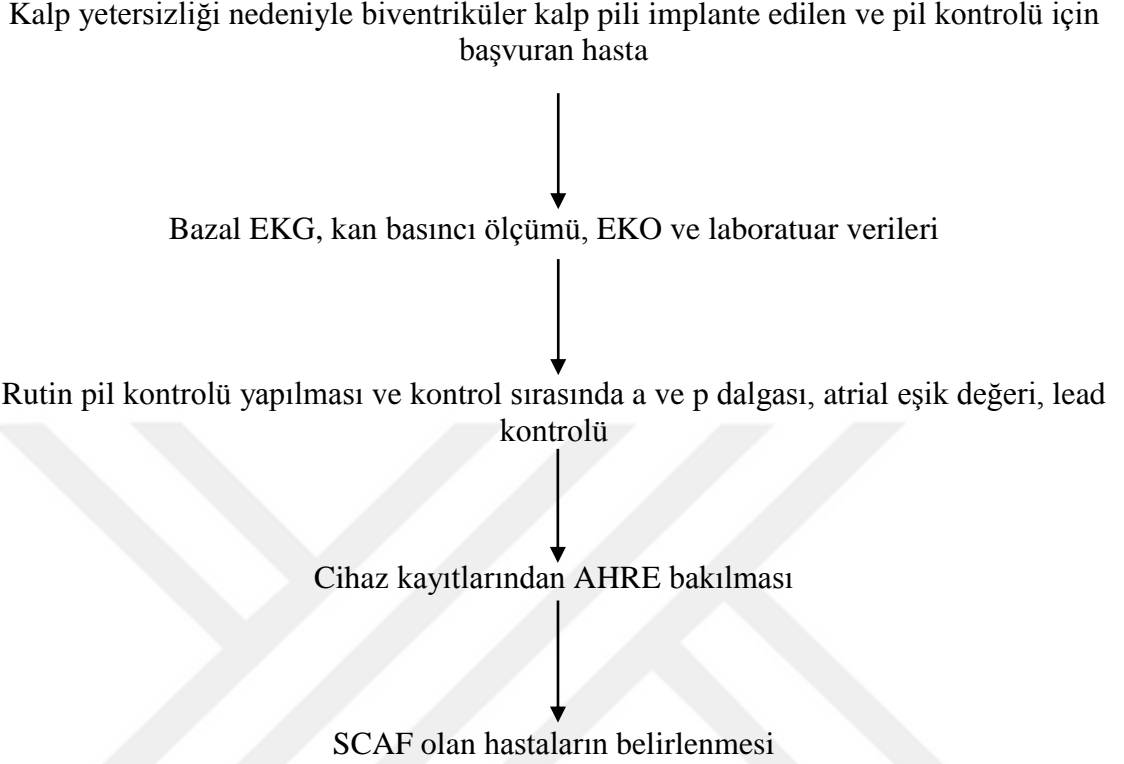 Kalp yetersizliği nedeniyle biventriküler kalp pili implante edilen ve pil kontrolü için
başvuran hasta
Bazal EKG, kan basıncı ölçümü, EKO ve laboratuar verileri
Rutin pil kontrolü yapılması ve kontrol sırasında a ve p dalgası, atrial eşik değeri, lead
kontrolü
Cihaz kayıtlarından AHRE bakılması
SCAF olan hastaların belirlenmesi